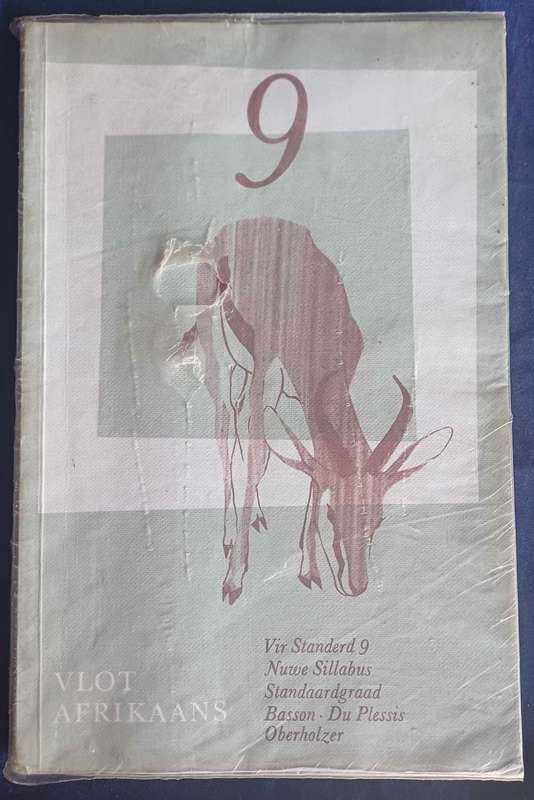 9
Vir Standerd 9
Nuwe Sillabus
Standaardgraad
Basson · Du Plessis
Oberholzer
VLOT
AFRIKAANS